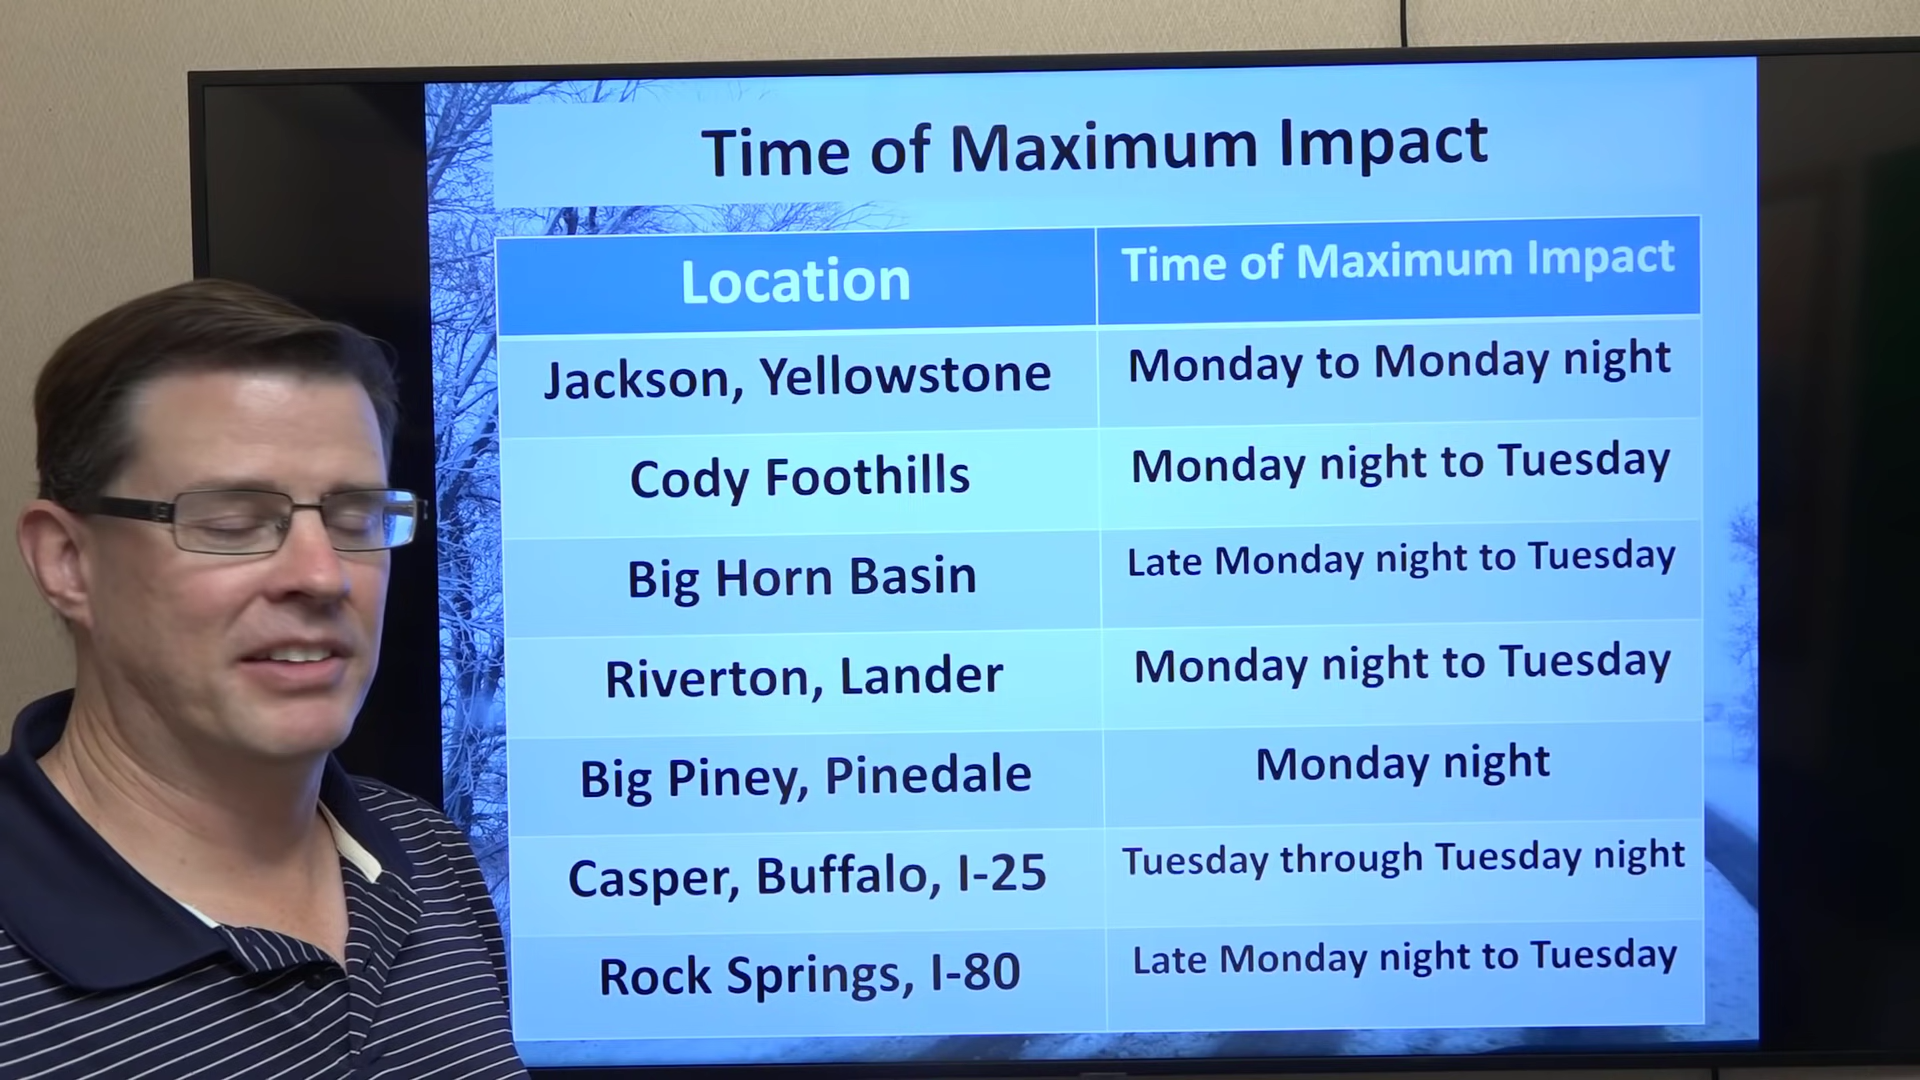 Time of Maximum Impact
Location
Time of Maximum Impact
Jackson, Yellowstone
Monday to Monday night
Cody Foothills
Monday night to Tuesday
Big Horn Basin
Late Monday night to Tuesday
Riverton, Lander
Monday night to Tuesday
Big Piney, Pinedale
Monday night
Casper, Buffalo, I-25
Tuesday through Tuesday night
Rock Springs, I-80
Late Monday night to Tuesday